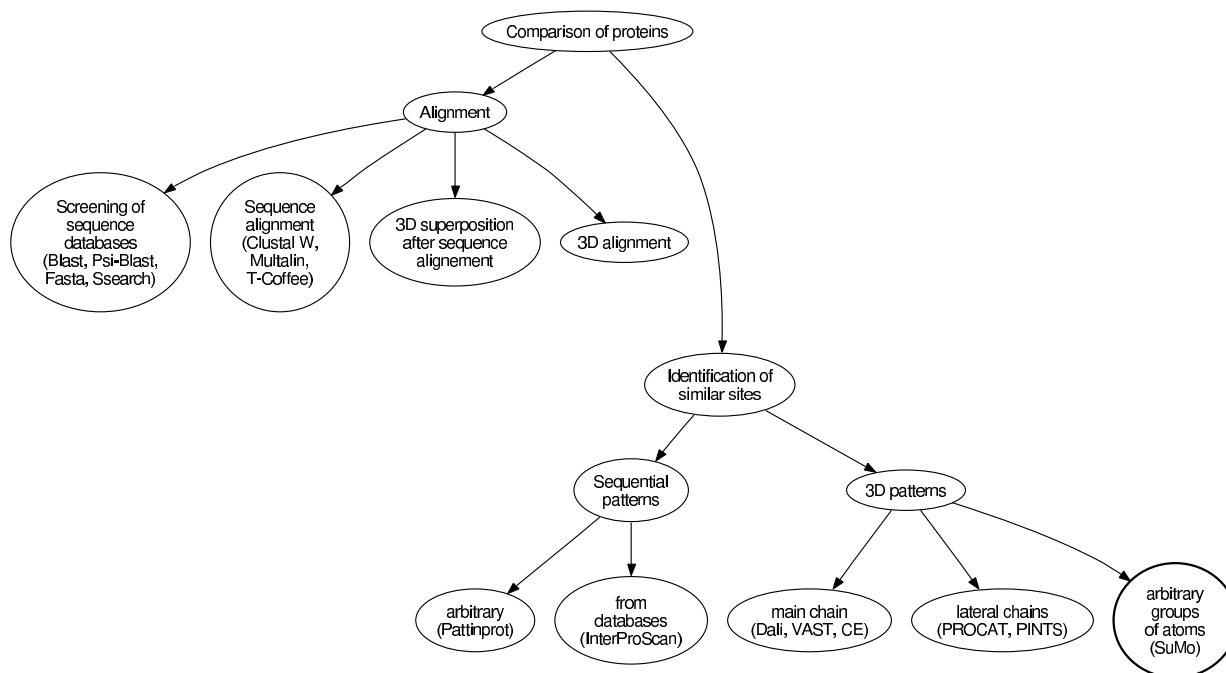 Comparison of proteins
Alignment
Screening of
sequence
databases
(Blast, Psi-Blast,
Fasta, Ssearch)
Sequence
alignment
(Clustal W,
Multalin,
T-Coffee)
3D superposition
after sequence
alignement
3D alignment
Identification of
similar sites
Sequential
patterns
3D patterns
arbitrary
(Pattinprot)
from
databases
(InterProScan)
main chain
(Dali, VAST, CE)
lateral chains
(PROCAT, PINTS)
arbitrary
groups
of atoms
(SuMo)